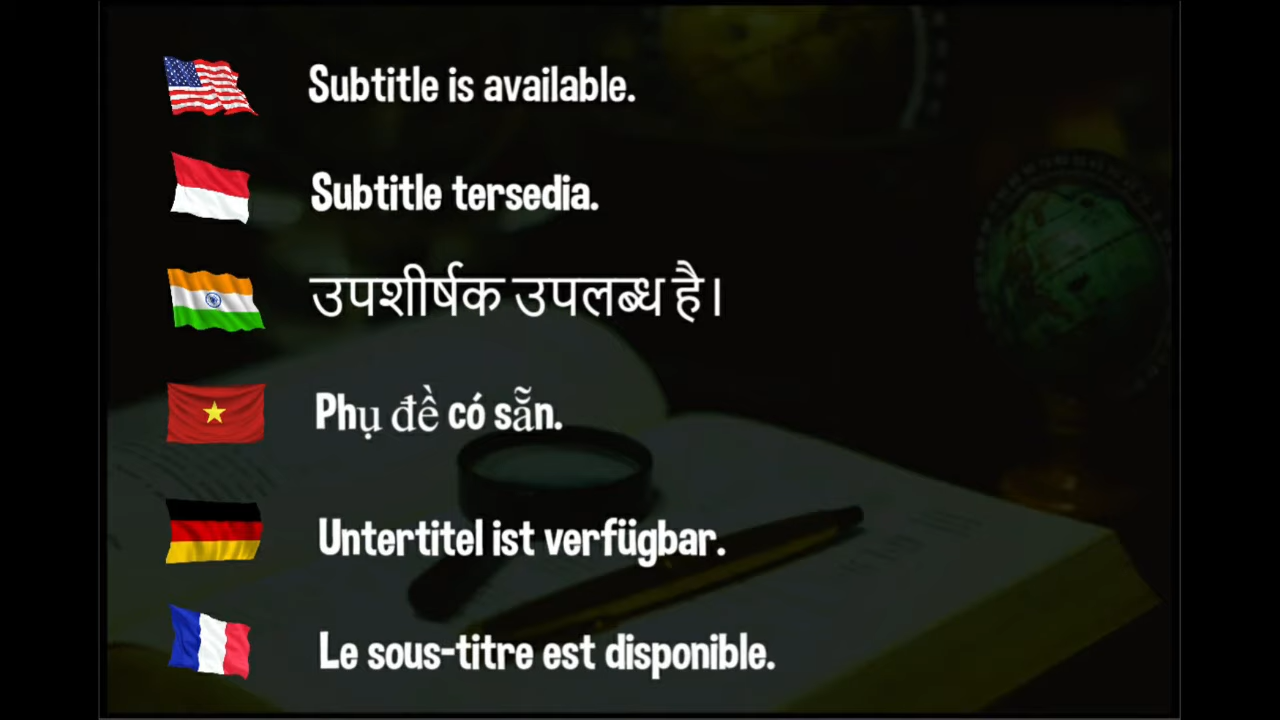 Subtitle is available.
Subtitle tersedia.
उपशीर्षक उपलब्ध है।
Phụ đề có sẵn.
Untertitel ist verfügbar.
Le sous-titre est disponible.